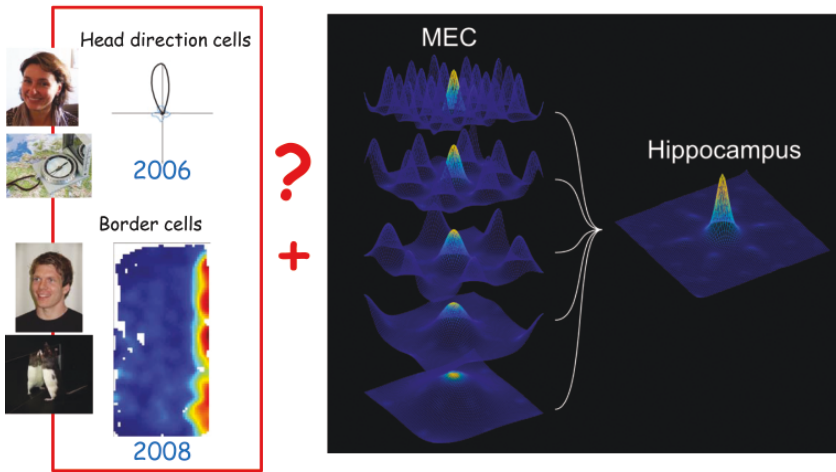 Head direction cells
2006
Border cells
2008
?
+
MEC
Hippocampus